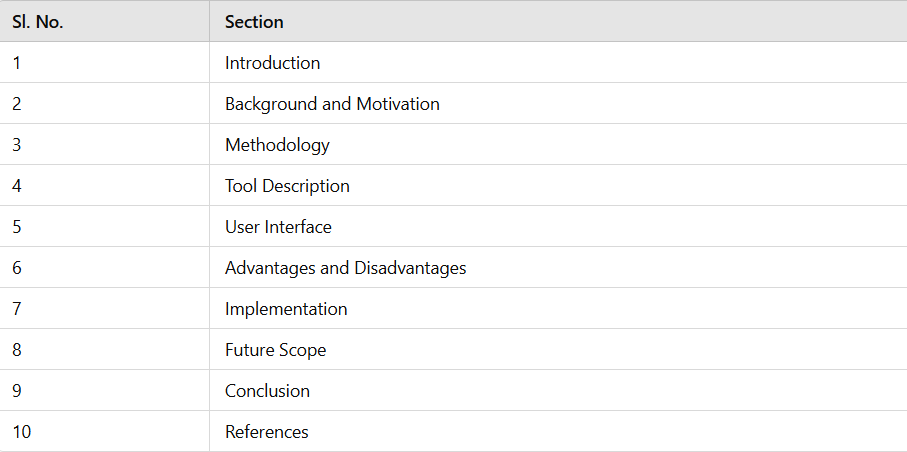 Sl. No. Section
1 Introduction
2 Background and Motivation
3 Methodology
4 Tool Description
5 User Interface
6 Advantages and Disadvantages
7 Implementation
8 Future Scope
9 Conclusion
10 References